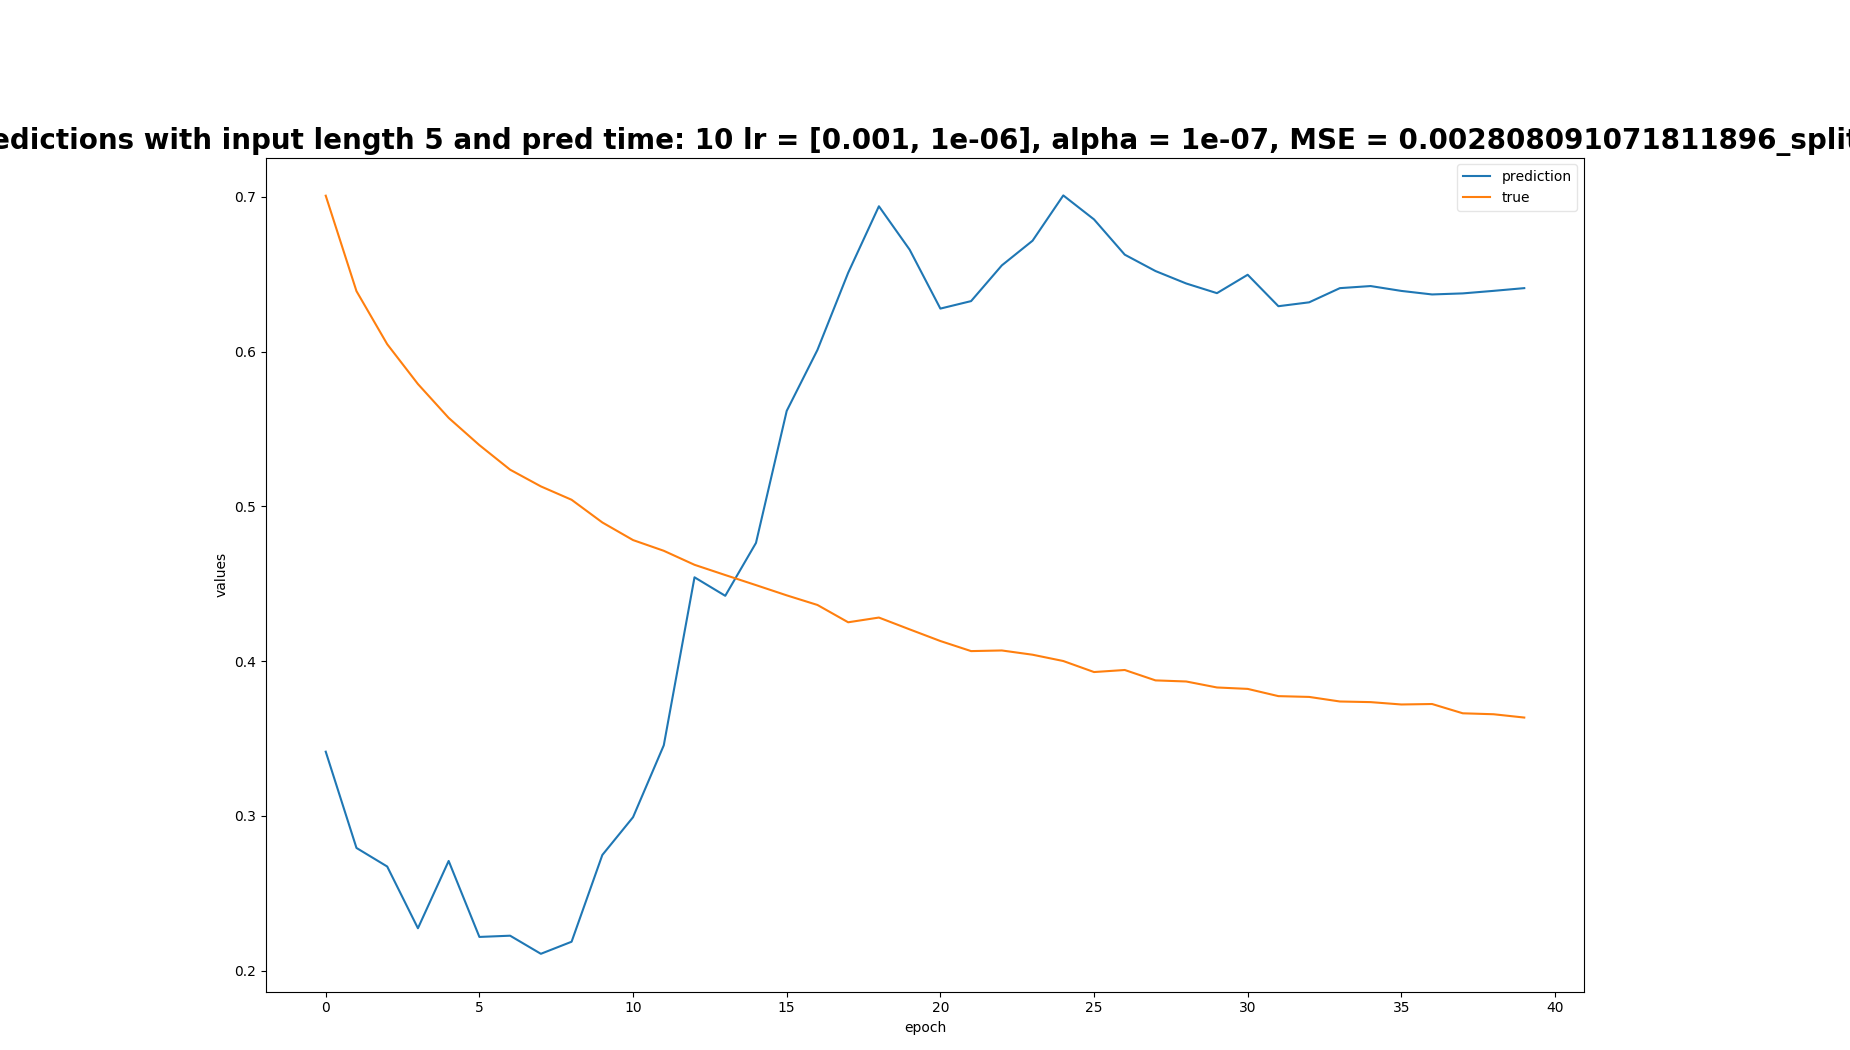 edictions with input length 5 and pred time: 10 lr = [0.001, 1e-06], alpha = 1e-07, MSE = 0.002808091071811896_split
prediction
true
0.7
0.6
0.5
0.4
0.3
0.2
values
0 5 10 15 20 25 30 35 40
epoch